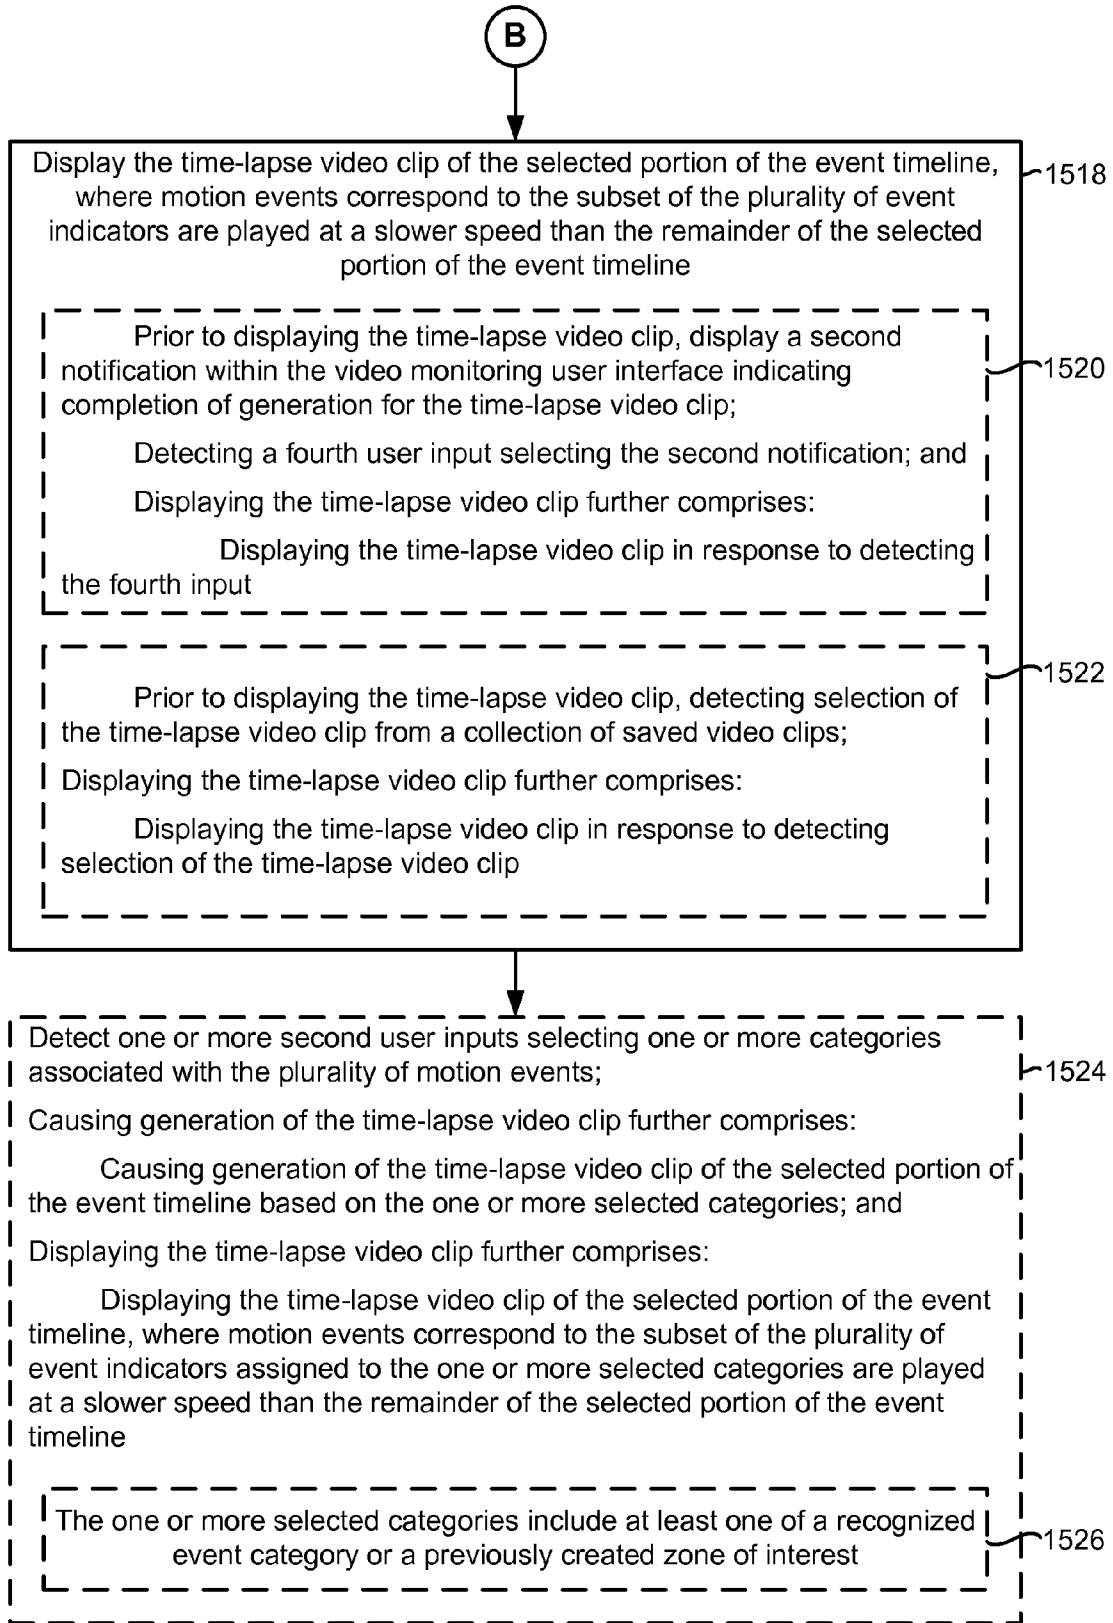 B
Display the time-lapse video clip of the selected portion of the event timeline,
where motion events correspond to the subset of the plurality of event
indicators are played at a slower speed than the remainder of the selected
portion of the event timeline
1518
Prior to displaying the time-lapse video clip, display a second
notification within the video monitoring user interface indicating
completion of generation for the time-lapse video clip;
Detecting a fourth user input selecting the second notification; and
Displaying the time-lapse video clip further comprises:
Displaying the time-lapse video clip in response to detecting
the fourth input
1520
Prior to displaying the time-lapse video clip, detecting selection of
the time-lapse video clip from a collection of saved video clips;
Displaying the time-lapse video clip further comprises:
Displaying the time-lapse video clip in response to detecting
selection of the time-lapse video clip
1522
Detect one or more second user inputs selecting one or more categories
associated with the plurality of motion events;
Causing generation of the time-lapse video clip further comprises:
Causing generation of the time-lapse video clip of the selected portion of
the event timeline based on the one or more selected categories; and
Displaying the time-lapse video clip further comprises:
Displaying the time-lapse video clip of the selected portion of the event
timeline, where motion events correspond to the subset of the plurality of
event indicators assigned to the one or more selected categories are played
at a slower speed than the remainder of the selected portion of the event
timeline
1524
The one or more selected categories include at least one of a recognized
event category or a previously created zone of interest
1526